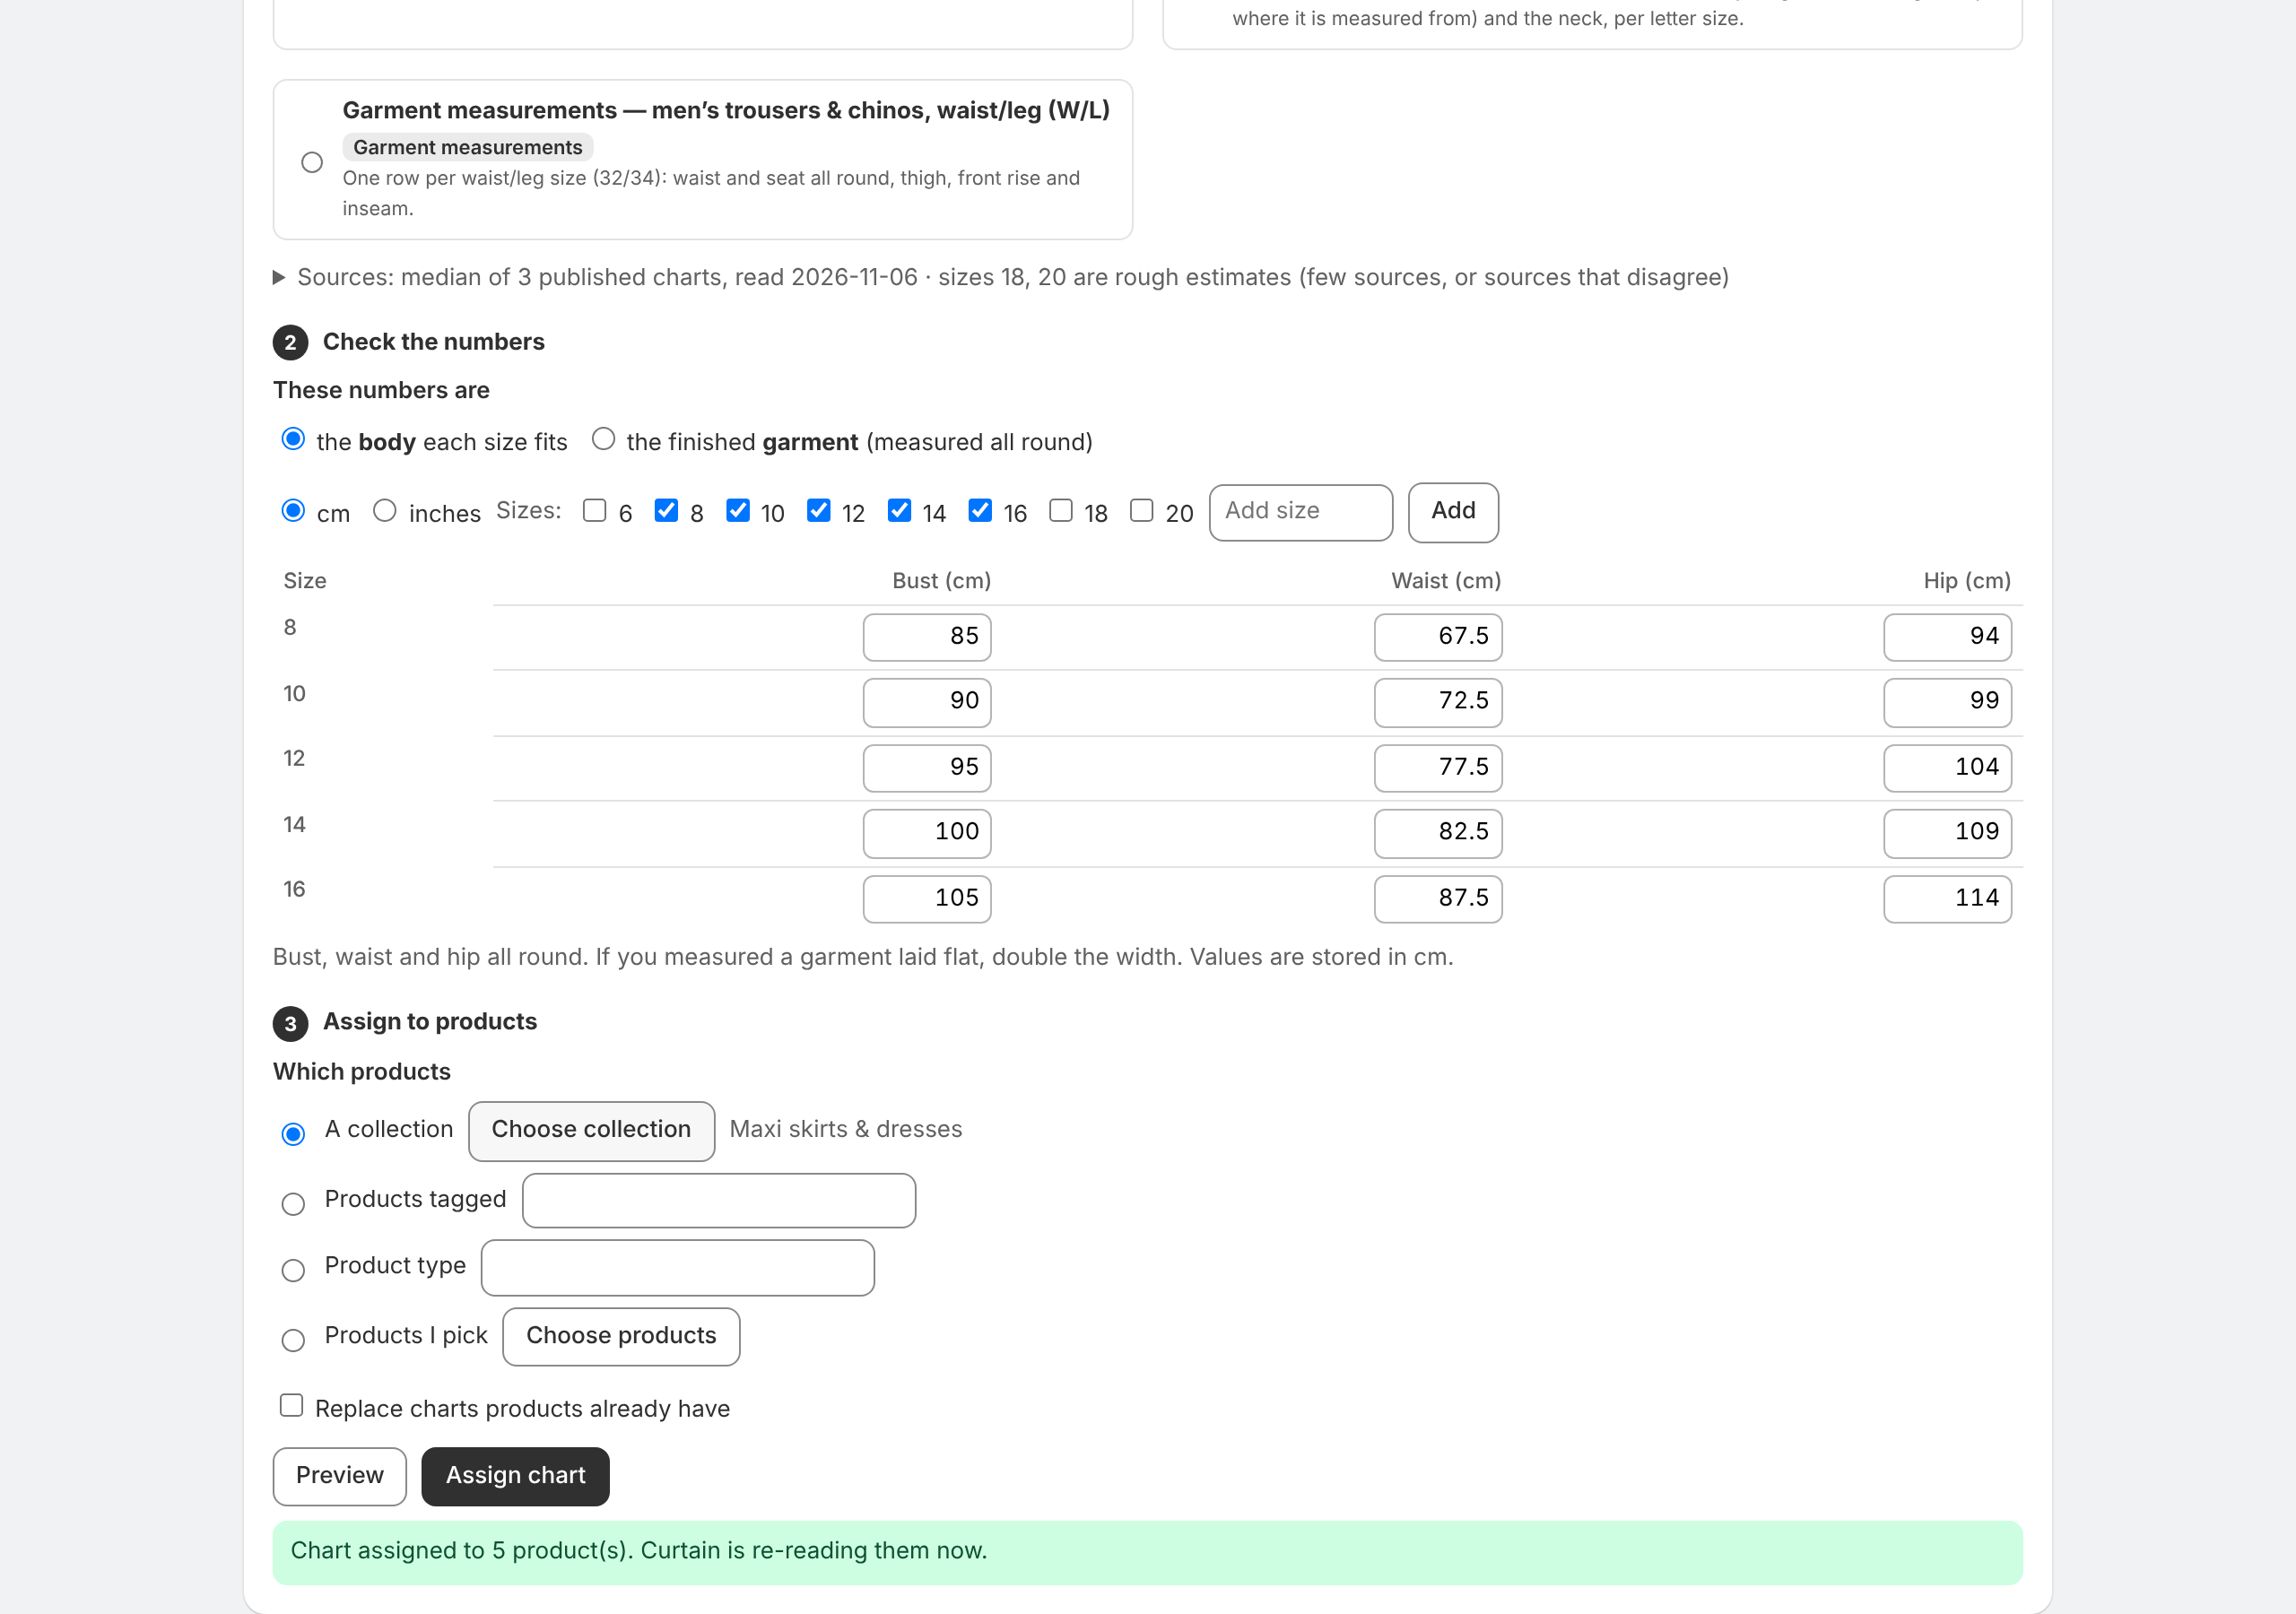 where it is measured from) and the neck, per letter size.
Garment measurements — men’s trousers & chinos, waist/leg (W/L)
Garment measurements
One row per waist/leg size (32/34): waist and seat all round, thigh, front rise and
inseam.
Sources: median of 3 published charts, read 2026-11-06 · sizes 18, 20 are rough estimates (few sources, or sources that disagree)
2 Check the numbers
These numbers are
the body each size fits the finished garment (measured all round)
cm inches Sizes: 6 8 10 12 14 16 18 20 Add size Add
Size Bust (cm) Waist (cm) Hip (cm)
8 85 67.5 94
10 90 72.5 99
12 95 77.5 104
14 100 82.5 109
16 105 87.5 114
Bust, waist and hip all round. If you measured a garment laid flat, double the width. Values are stored in cm.
3 Assign to products
Which products
A collection Choose collection Maxi skirts & dresses
Products tagged
Product type
Products I pick Choose products
Replace charts products already have
Preview Assign chart
Chart assigned to 5 product(s). Curtain is re-reading them now.